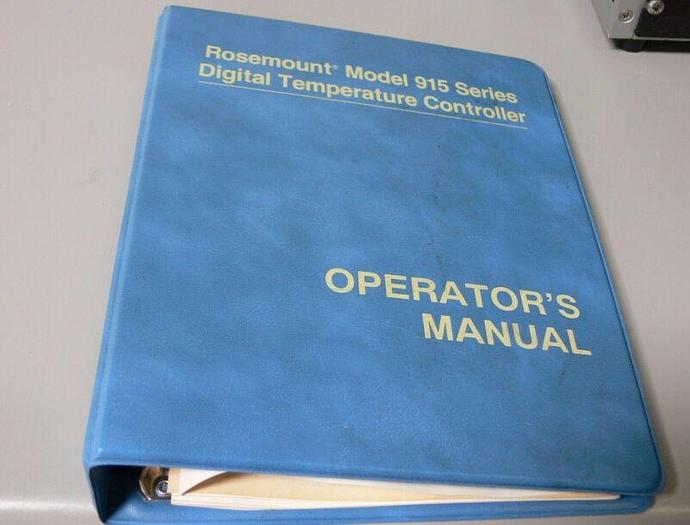 Rosemount® Model 915 Series
Digital Temperature Controller
OPERATOR'S
MANUAL